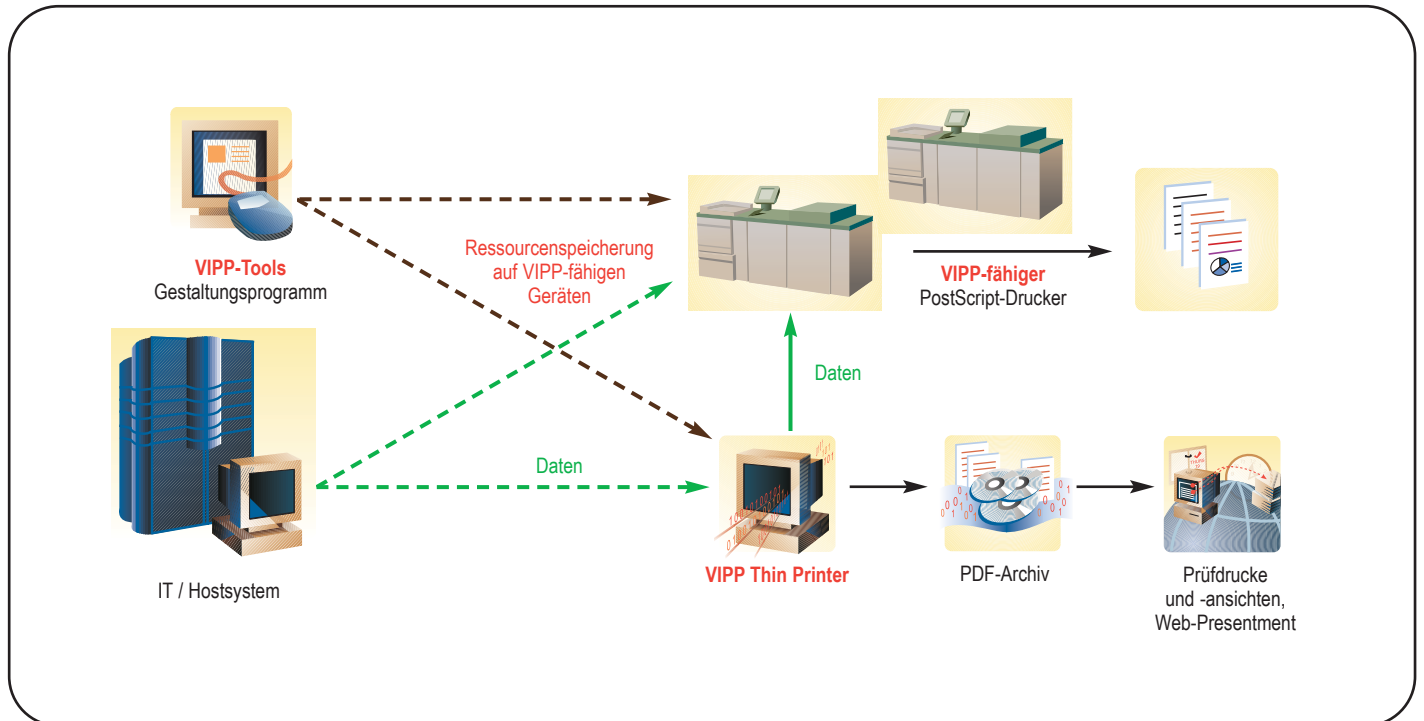 VIPP-Tools
Gestaltungsprogramm
Ressourcenspeicherung
auf VIPP-fähigen
Geräten
VIPP-fähiger
PostScript-Drucker
Daten
Daten
IT / Hostsystem
VIPP Thin Printer
PDF-Archiv
Prüfdrucke
und -ansichten,
Web-Presentment